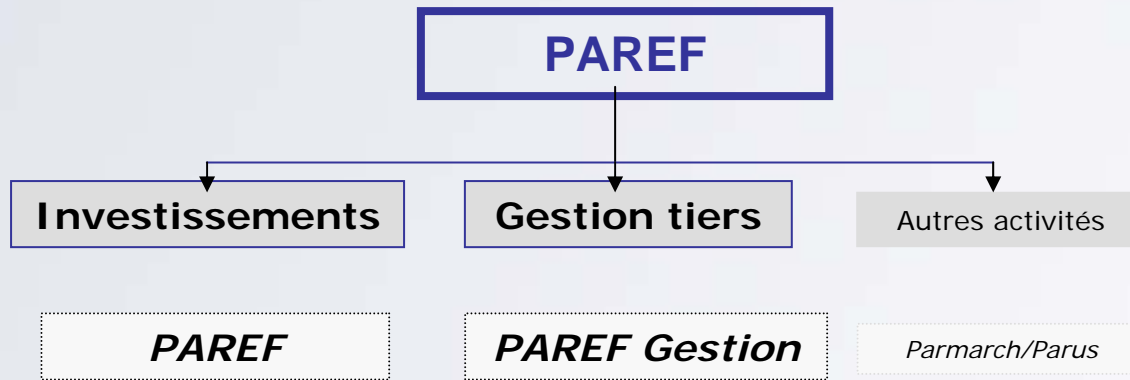 PAREF
Investissements
Gestion tiers
Autres activités
PAREF
PAREF Gestion
Parmarch/Parus